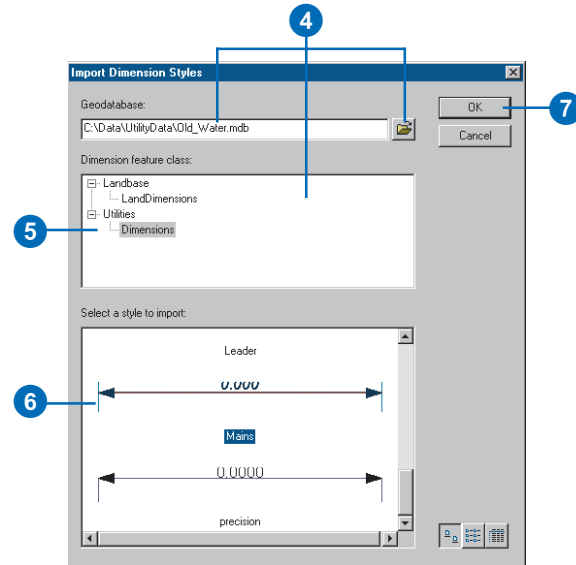 4
Import Dimension Styles
Geodatabase:
OK
7
C:\Data\UtilityData\Old_Water.mdb
Cancel
Dimension feature class:
Landbase
LandDimensions
Utilities
5
Dimensions
Select a style to import:
Leader
0.000
6
Mains
0.0000
precision